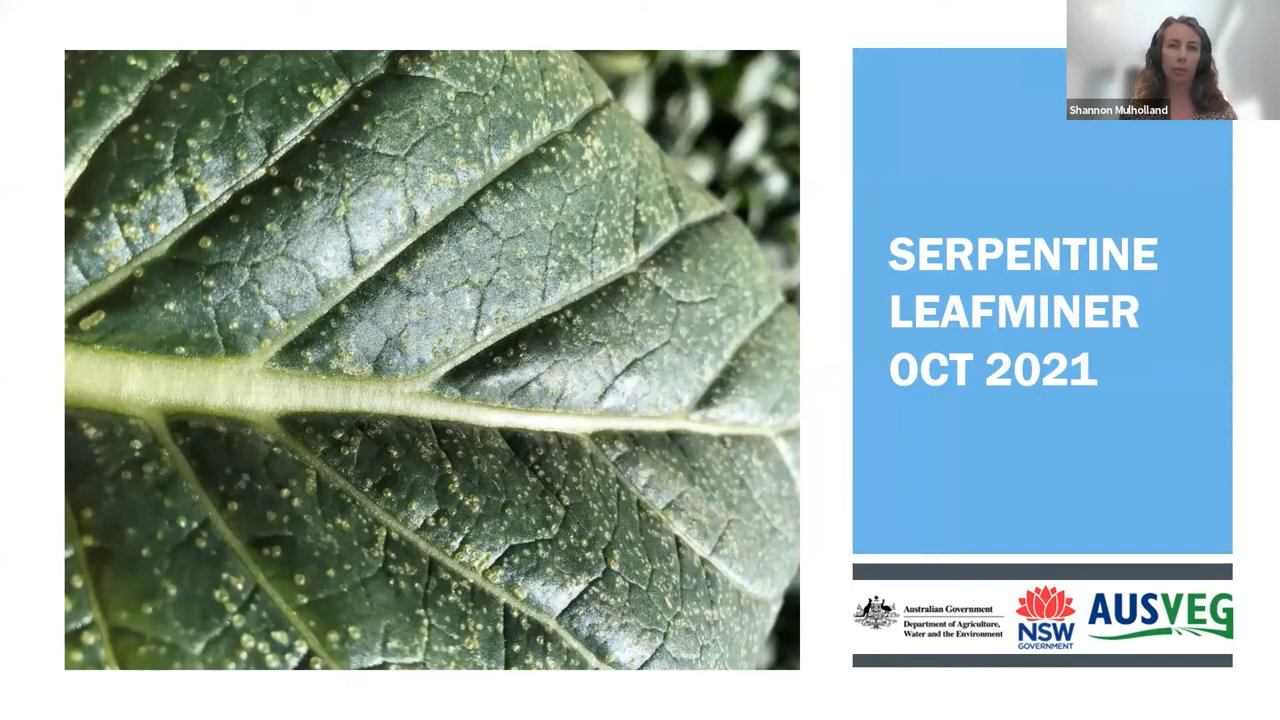 Shannon Mulholland
SERPENTINE
LEAFMINER
OCT 2021
Australian Government
Department of Agriculture,
Water and the Environment
NSW
GOVERNMENT
AUSVEG